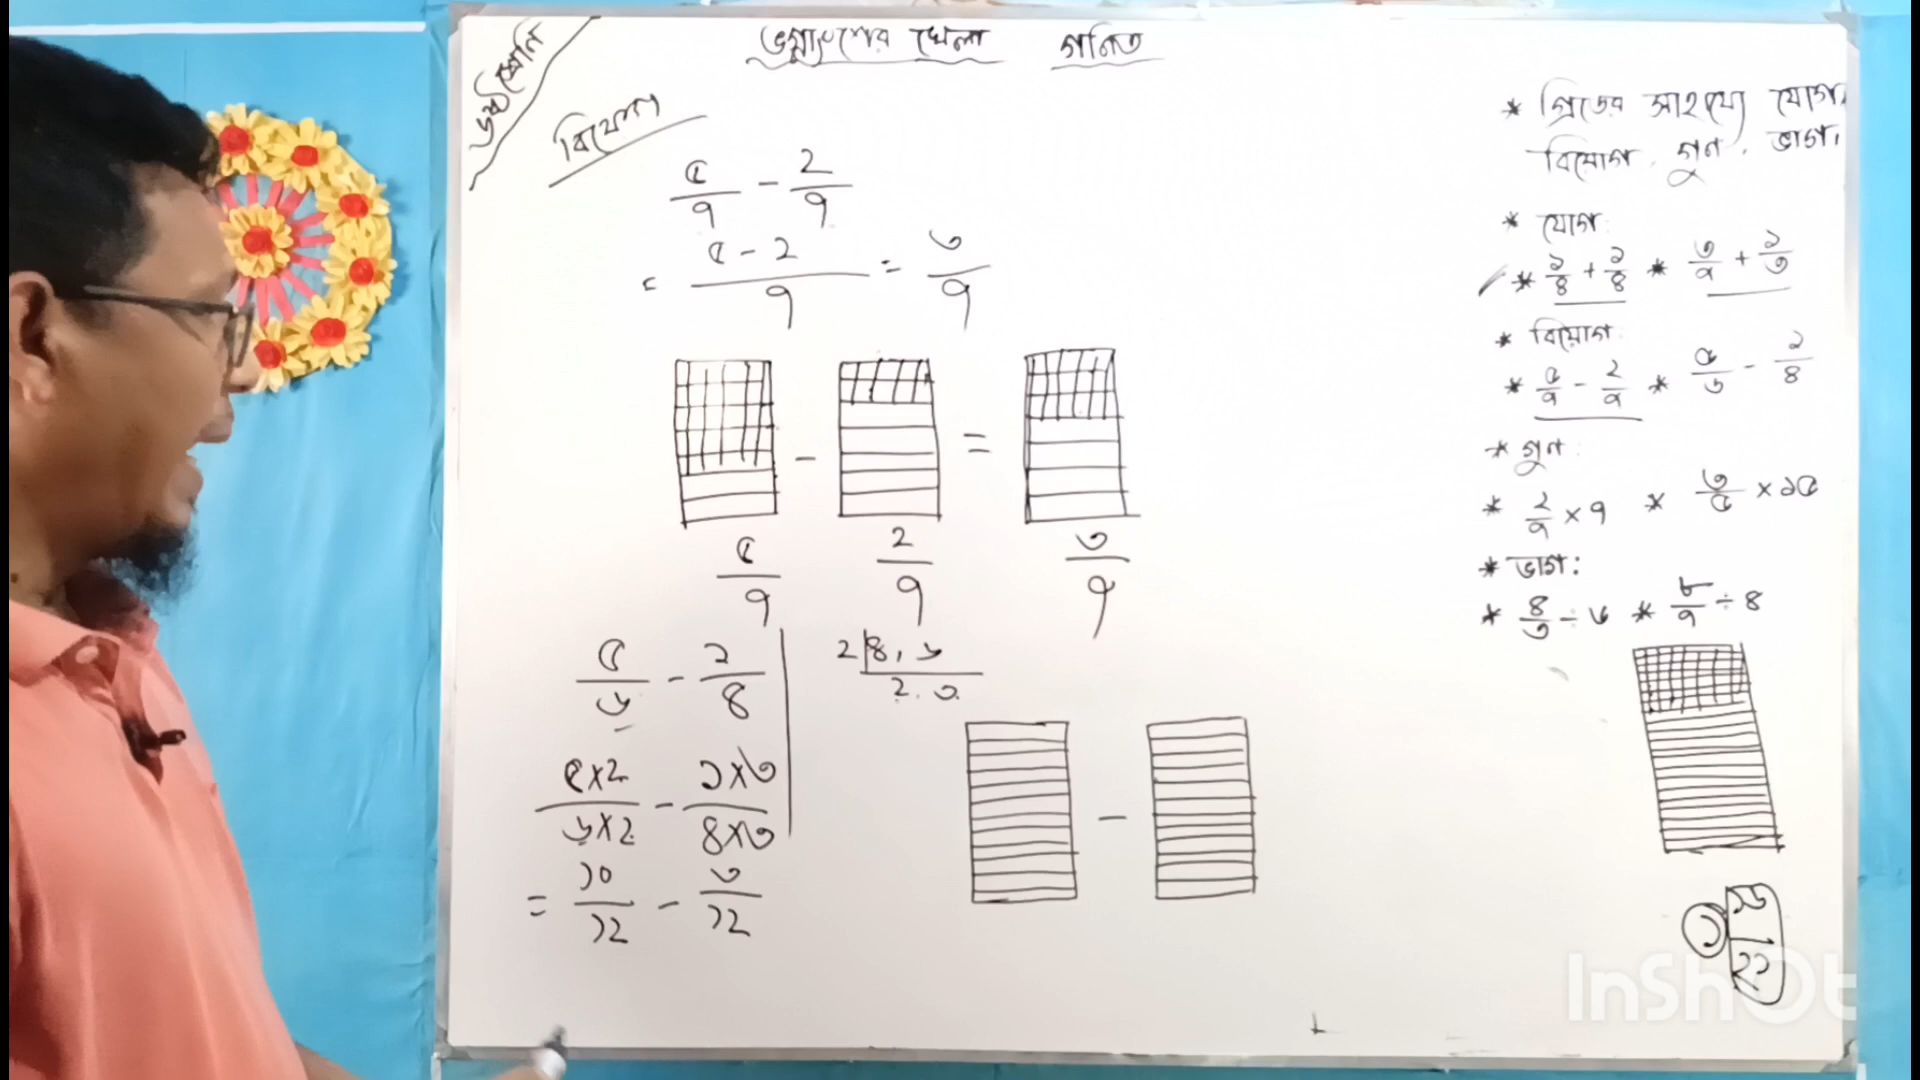 ৬ষ্ঠ শ্রেনি
ভগ্নাংশের খেলা গনিত
বিয়োগ
৫/৭ - ২/৭
= ৫-২/৭ = ৩/৭
- =
৫/৭ ২/৭ ৩/৭
৫/৬ - ১/৪
২ ৪, ৬
২. ৩
৫×২/৬×২ - ১×৩/৪×৩
= ১০/১২ - ৩/১২
-
* গ্রিডের সাহায্যে যোগ,
বিয়োগ, গুন, ভাগ।
* যোগ:
* ১/৪ + ১/৪ * ৩/৭ + ১/৩
* বিয়োগ:
* ৫/৭ - ২/৭ * ৫/৬ - ১/৪
* গুন:
* ২/৭ × ৭ * ৩/৫ × ১৫
* ভাগ:
* ৪/৩ ÷ ৬ * ৮/৭ ÷ ৪
InShOt